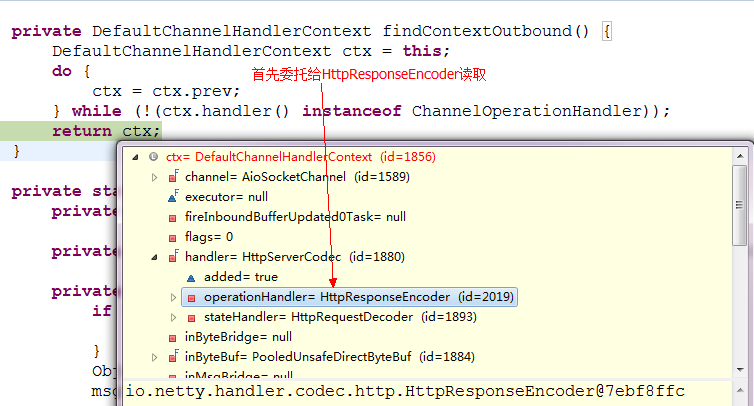 private DefaultChannelHandlerContext findContextOutbound() {
DefaultChannelHandlerContext ctx = this;
do {
首先委托给HttpResponseEncoder读取
ctx = ctx.prev;
} while (!(ctx.handler() instanceof ChannelOperationHandler));
return ctx;
}
ctx= DefaultChannelHandlerContext (id=1856)
channel= AioSocketChannel (id=1589)
executor= null
private sta
fireInboundBufferUpdated0Task= null
privat
flags= 0
privat
handler= HttpServerCodec (id=1880)
added= true
privat
operationHandler= HttpResponseEncoder (id=2019)
if
stateHandler= HttpRequestDecoder (id=1893)
inByteBridge= null
}
inByteBuf= PooledUnsafeDirectByteBuf (id=1884)
Obj
inMsgBridge= null
msg
io.netty.handler.codec.http.HttpResponseEncoder@7ebf8ffc